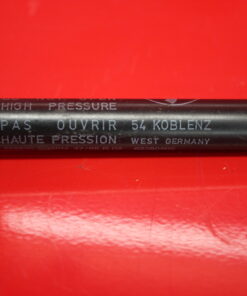 HIGH PRESSURE
PAS OUVRIR 54 KOBLENZ
HAUTE PRESSION WEST GERMANY